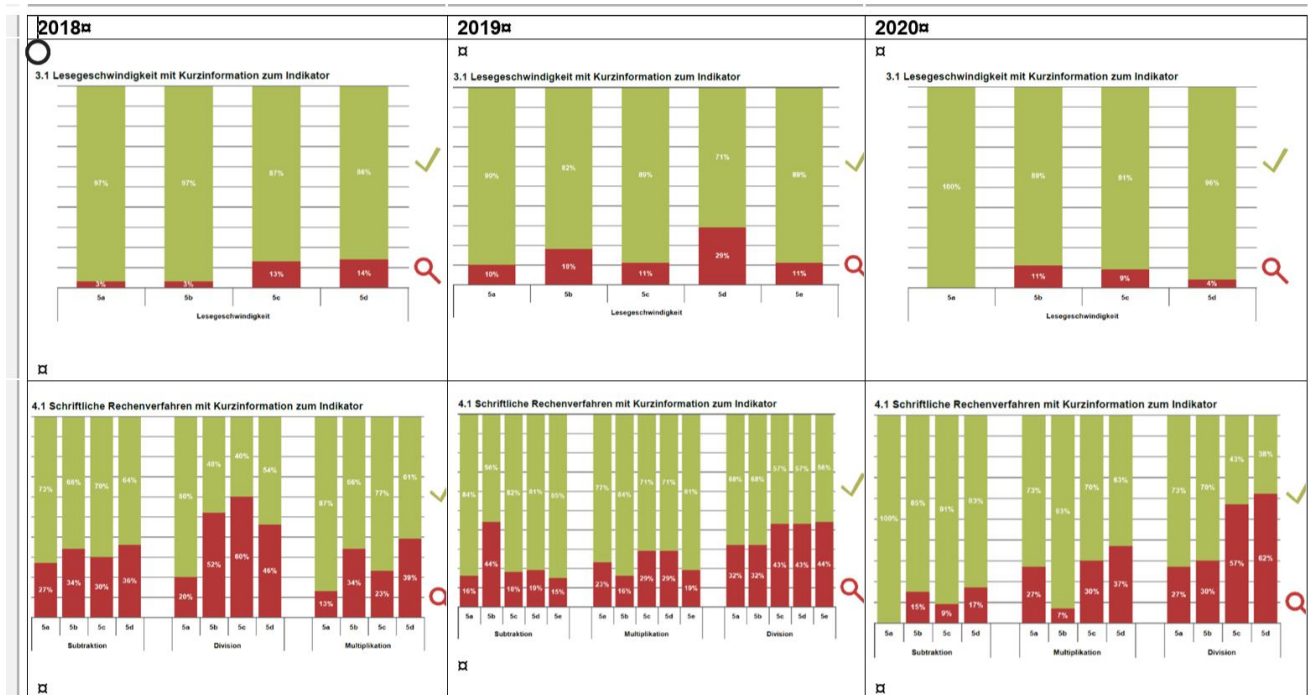 2018¤
2019¤
2020¤
¤
¤
3.1 Lesegeschwindigkeit mit Kurzinformation zum Indikator
97%
97%
87%
86%
3%
3%
13%
14%
5a
5b
5c
5d
Lesegeschwindigkeit
¤
3.1 Lesegeschwindigkeit mit Kurzinformation zum Indikator
90%
82%
89%
71%
89%
10%
18%
11%
29%
11%
5a
5b
5c
5d
5e
Lesegeschwindigkeit
3.1 Lesegeschwindigkeit mit Kurzinformation zum Indikator
100%
89%
91%
96%
11%
9%
4%
5a
5b
5c
5d
Lesegeschwindigkeit
4.1 Schriftliche Rechenverfahren mit Kurzinformation zum Indikator
73%
66%
70%
64%
48%
40%
54%
87%
66%
77%
61%
27%
34%
30%
36%
20%
52%
60%
46%
13%
34%
23%
39%
5a
5b
5c
5d
5a
5b
5c
5d
5a
5b
5c
5d
Subtraktion
Division
Multiplikation
¤
4.1 Schriftliche Rechenverfahren mit Kurzinformation zum Indikator
84%
56%
82%
81%
85%
77%
84%
71%
71%
81%
68%
68%
57%
57%
56%
16%
44%
18%
19%
15%
23%
16%
29%
29%
19%
32%
32%
43%
43%
44%
5a
5b
5c
5d
5e
5a
5b
5c
5d
5e
5a
5b
5c
5d
5e
Subtraktion
Multiplikation
Division
¤
4.1 Schriftliche Rechenverfahren mit Kurzinformation zum Indikator
100%
85%
91%
83%
73%
93%
70%
63%
73%
70%
43%
38%
15%
9%
17%
27%
7%
30%
37%
27%
30%
57%
62%
5a
5b
5c
5d
5a
5b
5c
5d
5a
5b
5c
5d
Subtraktion
Multiplikation
Division
¤